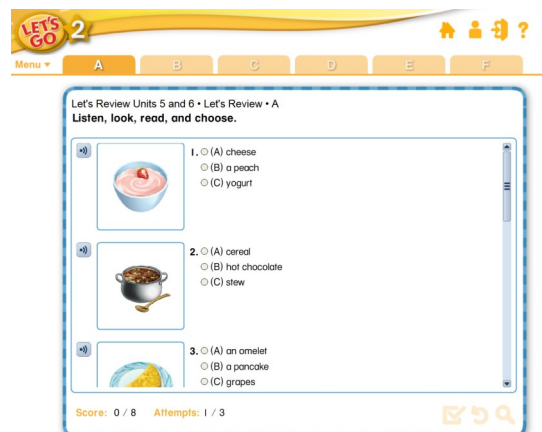 LET'S GO 2
?
Menu ▼ A B C D E F
Let's Review Units 5 and 6 • Let's Review • A
Listen, look, read, and choose.
1. (A) cheese
(B) a peach
(C) yogurt
2. (A) cereal
(B) hot chocolate
(C) stew
3. (A) an omelet
(B) a pancake
(C) grapes
Score: 0 / 8 Attempts: 1 / 3